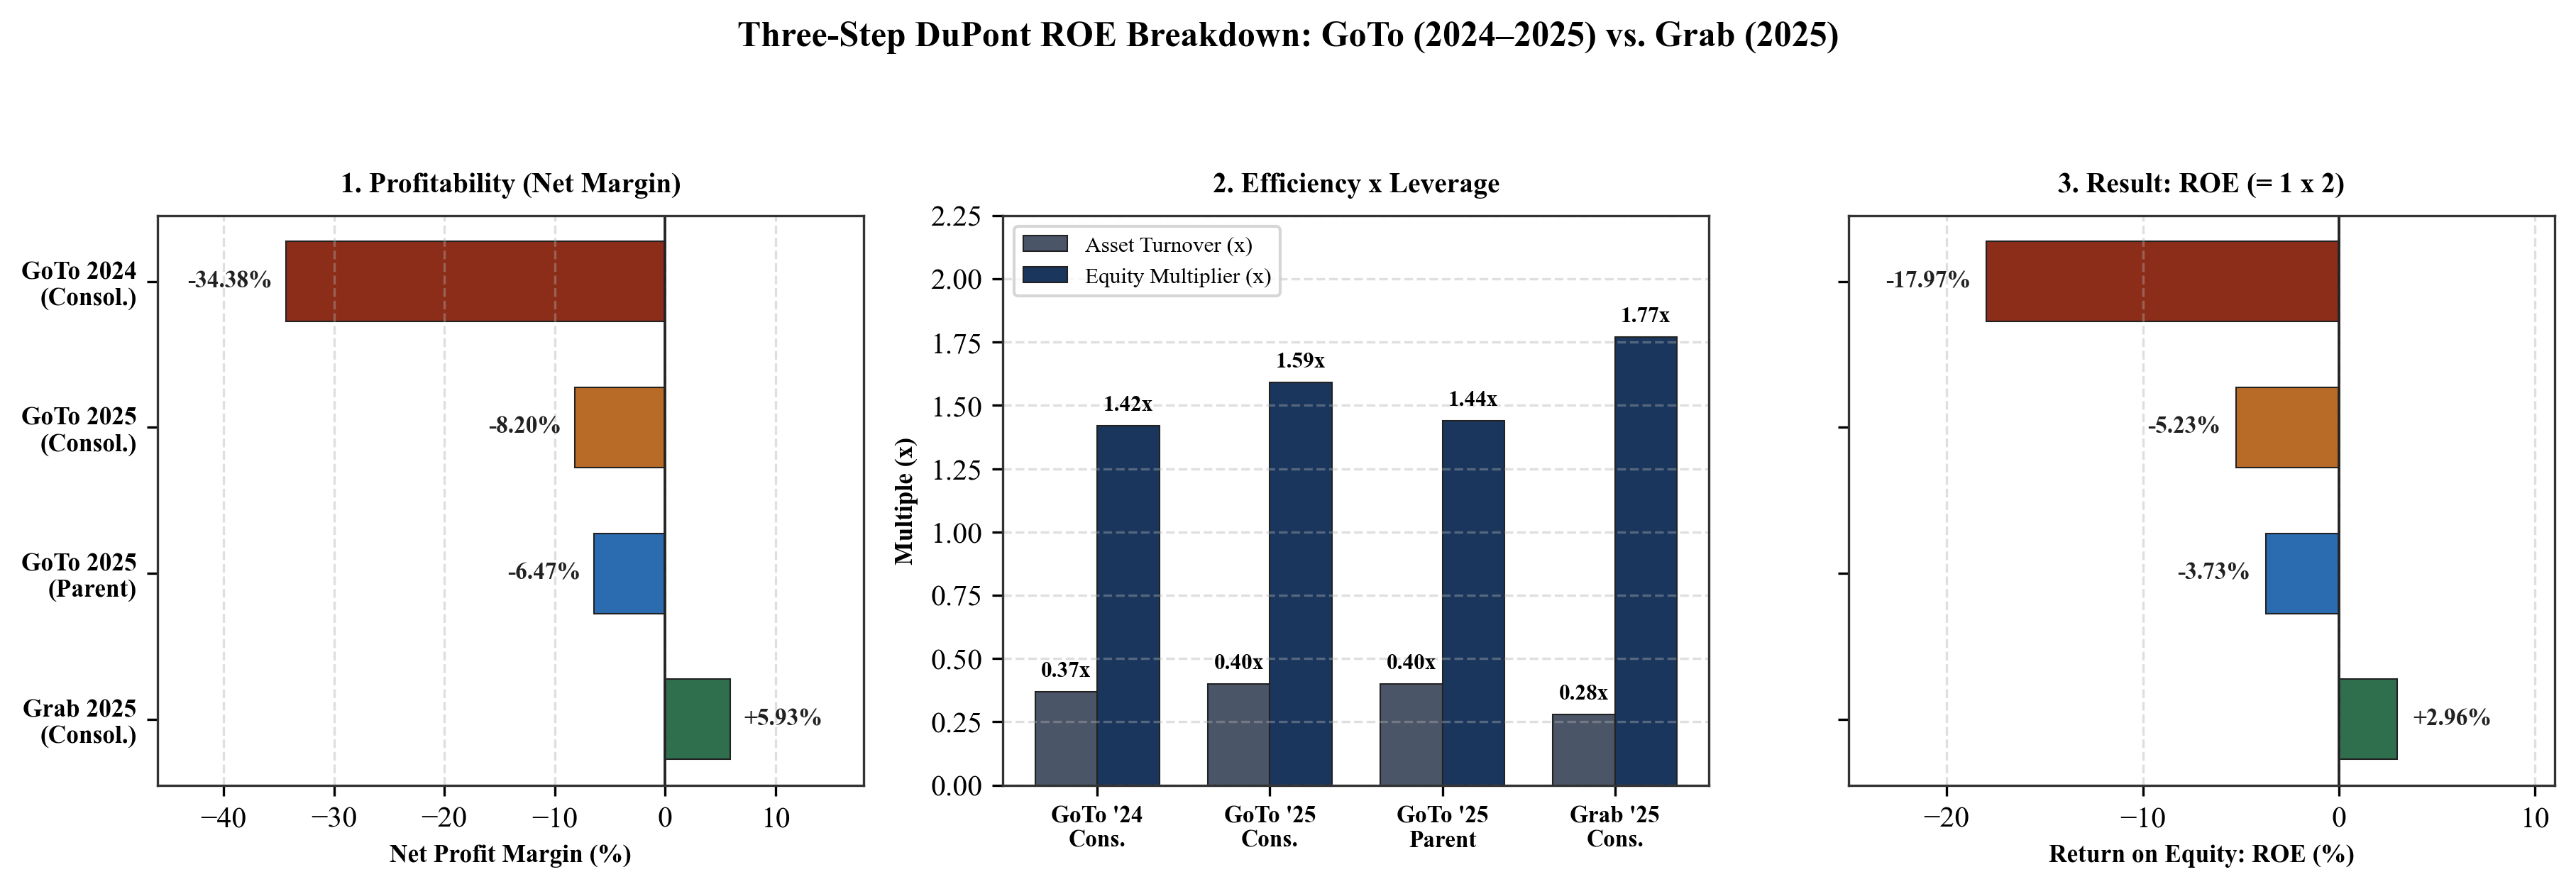 Three-Step DuPont ROE Breakdown: GoTo (2024–2025) vs. Grab (2025)
1. Profitability (Net Margin)
GoTo 2024
(Consol.)
GoTo 2025
(Consol.)
GoTo 2025
(Parent)
Grab 2025
(Consol.)
-34.38%
-8.20%
-6.47%
+5.93%
−40
−30
−20
−10
0
10
Net Profit Margin (%)
2. Efficiency x Leverage
Multiple (x)
2.25
2.00
1.75
1.50
1.25
1.00
0.75
0.50
0.25
0.00
Asset Turnover (x)
Equity Multiplier (x)
0.37x
1.42x
0.40x
1.59x
0.40x
1.44x
0.28x
1.77x
GoTo '24
Cons.
GoTo '25
Cons.
GoTo '25
Parent
Grab '25
Cons.
3. Result: ROE (= 1 x 2)
-17.97%
-5.23%
-3.73%
+2.96%
−20
−10
0
10
Return on Equity: ROE (%)